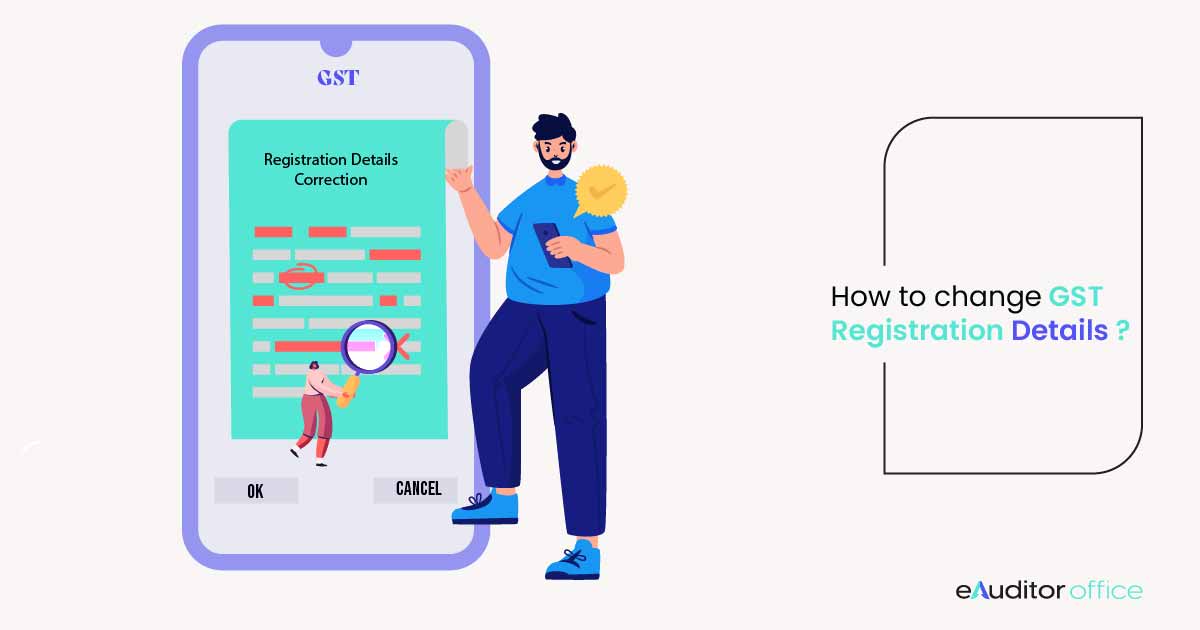 GST
Registration Details
Correction
OK
CANCEL
How to change GST
Registration Details ?
eAuditor office